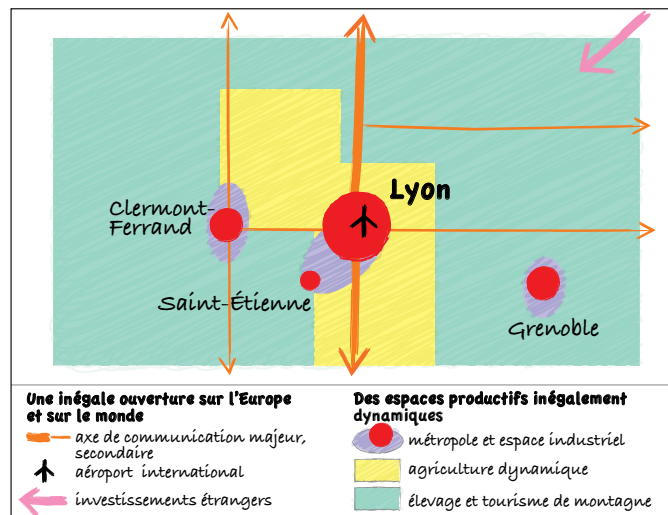 Lyon
Clermont-
Ferrand
Saint-Étienne
Grenoble
Une inégale ouverture sur l'Europe
et sur le monde
axe de communication majeur,
secondaire
aéroport international
investissements étrangers
Des espaces productifs inégalement
dynamiques
métropole et espace industriel
agriculture dynamique
élevage et tourisme de montagne